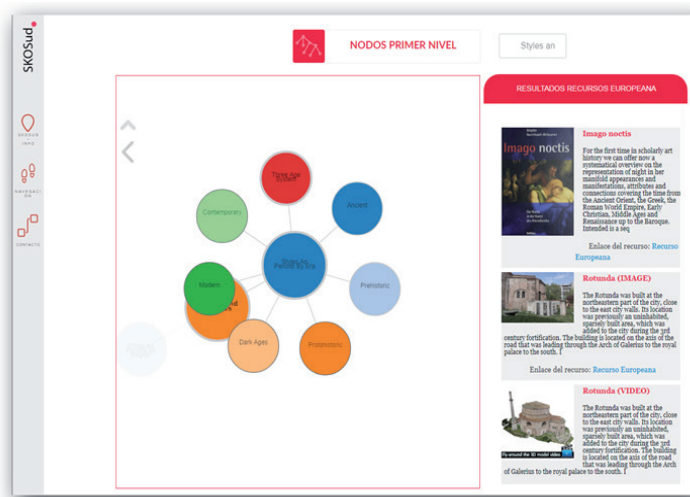 SKOSud
NODOS PRIMER NIVEL
Styles an
SKOSUD
INFO
NAVEGACI
ON
CONTACTO
Three Age
System
Contemporary
Ancient
Styles An
Periods by Era
Modern
Prehistoric
Dark Ages
Protohistoric
RESULTADOS RECURSOS EUROPEANA
Imago noctis
Imago noctis
For the first time in scholarly art
history we can offer now a
systematical overview on the
representation of night in her
manifold appearances and
manifestations, attributes and
connections covering the time from
the Ancient Orient, the Greek, the
Roman World Empire, Early
Christian, Middle Ages and
Renaissance up to the Baroque.
Intended is a seq
Enlace del recurso: Recurso
Europeana
Rotunda (IMAGE)
The Rotunda was built at the
northeastern part of the city, close
to the east city walls. Its location
was previously an uninhabited,
sparsely built area, which was
added to the city during the 3rd
century fortification. The building is located on the axis of the
road that was leading through the Arch of Galerius to the royal
palace to the south. I
Enlace del recurso: Recurso Europeana
Rotunda (VIDEO)
The Rotunda was built at the
northeastern part of the city, close
to the east city walls. Its location
was previously an uninhabited,
sparsely built area, which was
added to the city during the 3rd
century fortification. The building
is located on the axis of the road
that was leading through the Arch
of Galerius to the royal palace to the south. I
Fly-around the 3D model video